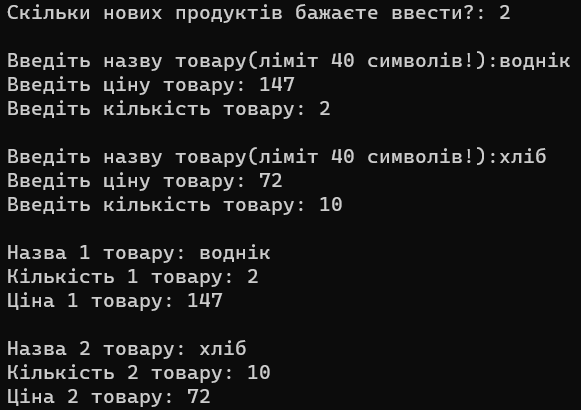 Скільки нових продуктів бажаєте ввести?: 2
Введіть назву товару(ліміт 40 символів!):воднік
Введіть ціну товару: 147
Введіть кількість товару: 2
Введіть назву товару(ліміт 40 символів!):хліб
Введіть ціну товару: 72
Введіть кількість товару: 10
Назва 1 товару: воднік
Кількість 1 товару: 2
Ціна 1 товару: 147
Назва 2 товару: хліб
Кількість 2 товару: 10
Ціна 2 товару: 72